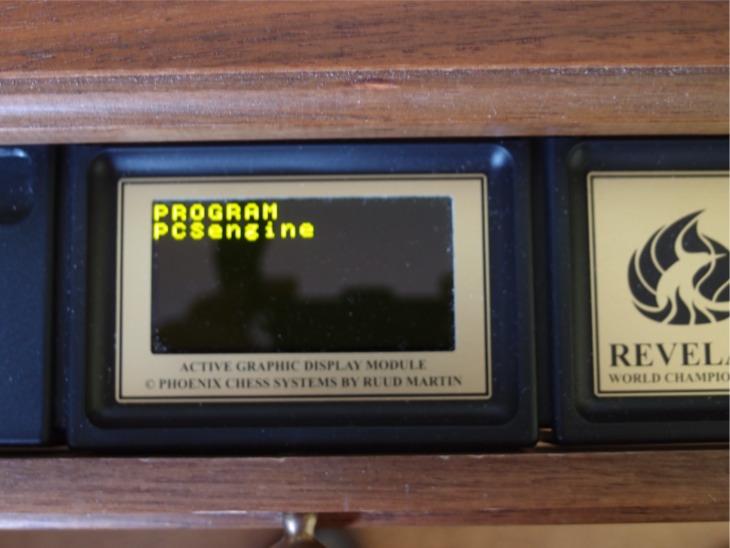 PROGRAM
PCSengine
ACTIVE GRAPHIC DISPLAY MODULE
© PHOENIX CHESS SYSTEMS BY RUUD MARTIN
REVELA
WORLD CHAMPIO